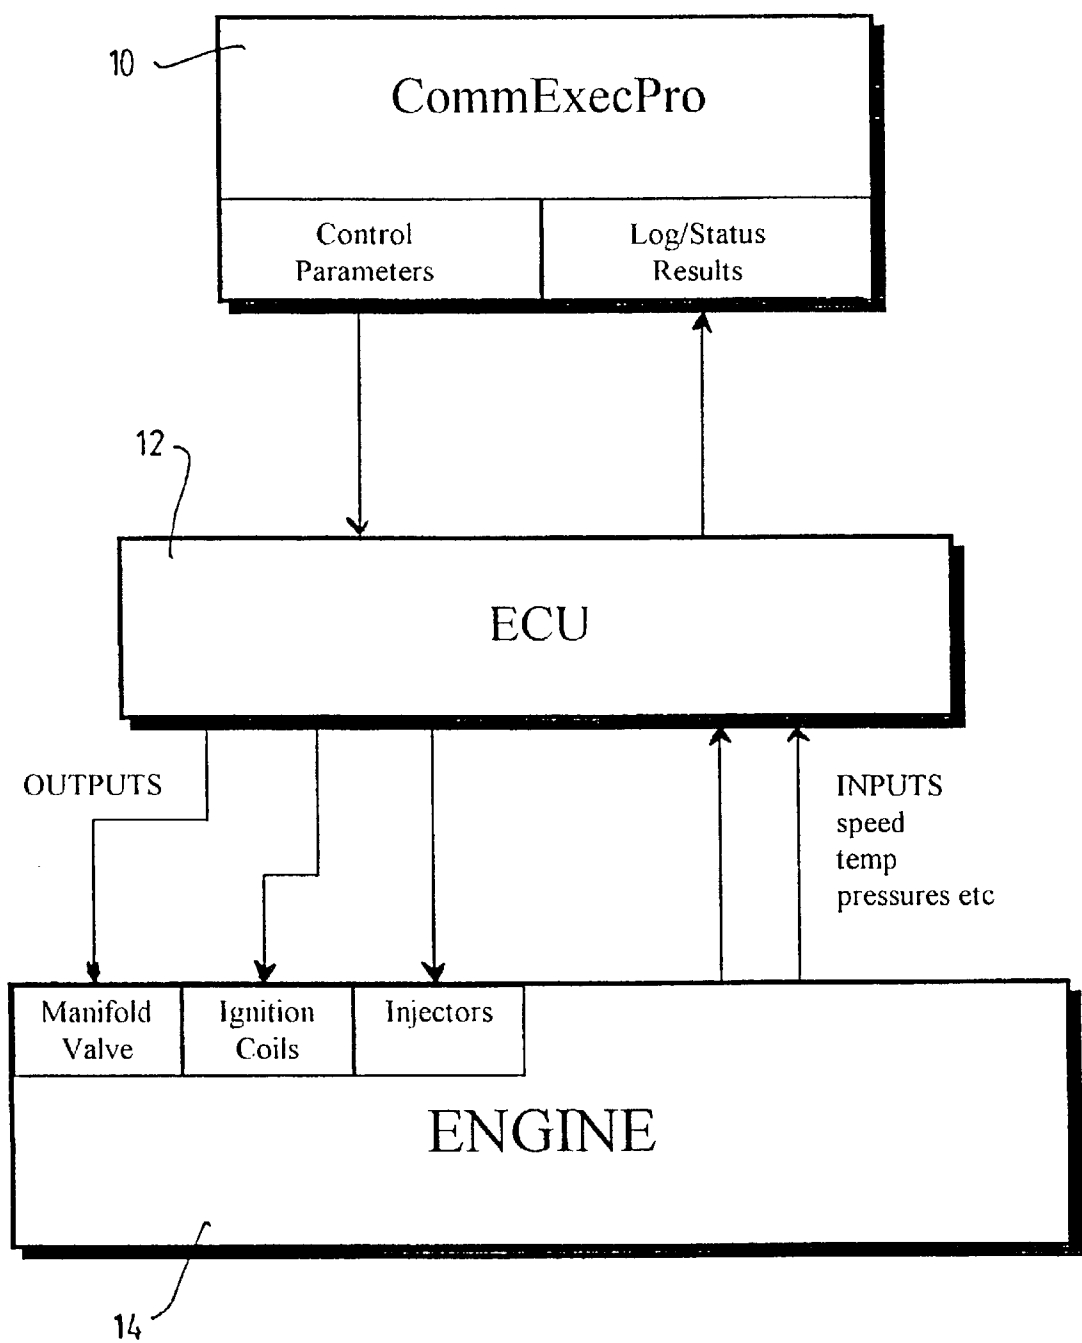 10
CommExecPro
Control
Parameters
Log/Status
Results
12
ECU
OUTPUTS
INPUTS
speed
temp
pressures etc
Manifold
Valve
Ignition
Coils
Injectors
ENGINE
14